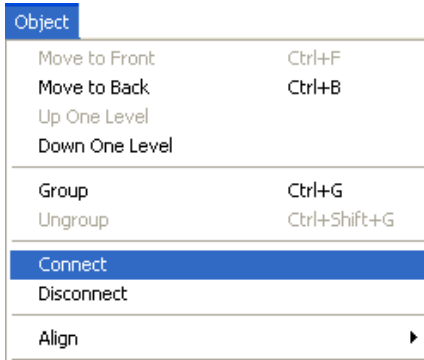 Object
Move to Front Ctrl+F
Move to Back Ctrl+B
Up One Level
Down One Level
Group Ctrl+G
Ungroup Ctrl+Shift+G
Connect
Disconnect
Align